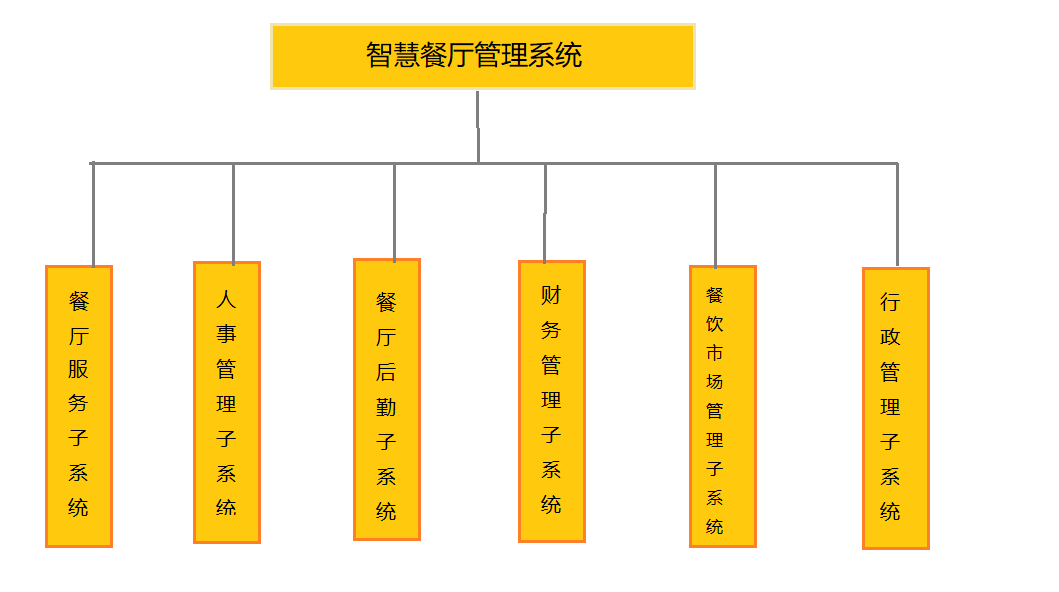 智慧餐厅管理系统
餐厅服务子系统
人事管理子系统
餐厅后勤子系统
财务管理子系统
餐饮市场管理子系统
行政管理子系统